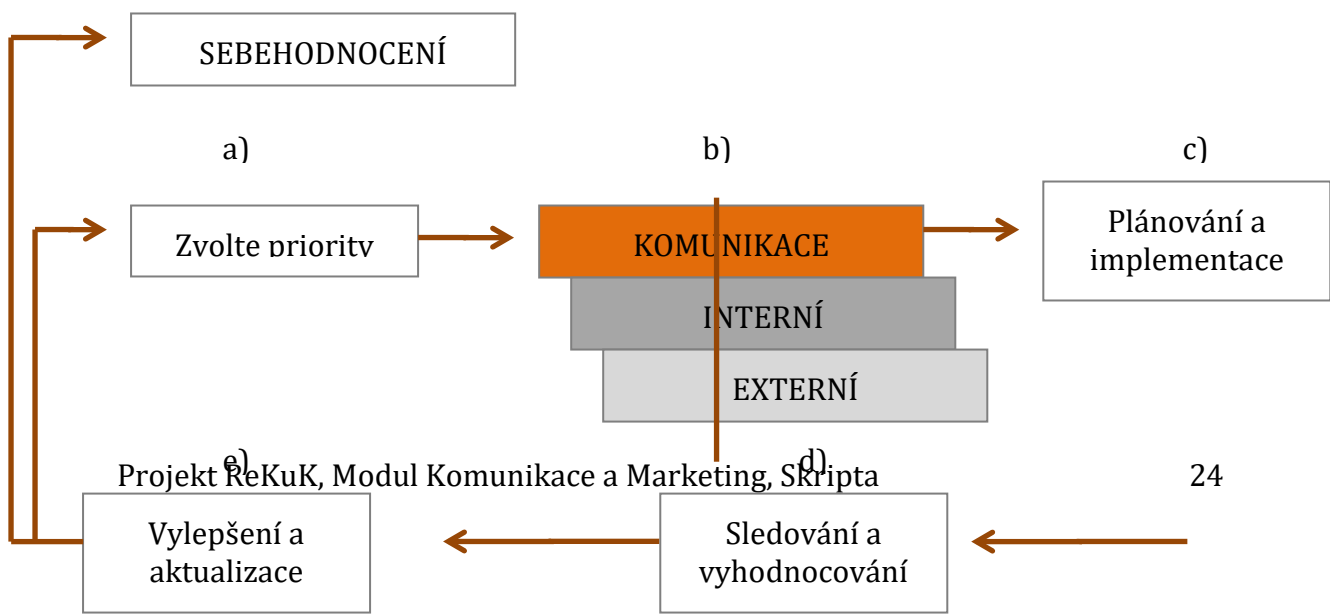 SEBEHODNOCENÍ
a)
b)
c)
Zvolte priority
KOMUNIKACE
Plánování a
implementace
INTERNÍ
EXTERNÍ
e)
d)
Projekt ReKuK, Modul Komunikace a Marketing, Skripta 24
Vylepšení a
aktualizace
Sledování a
vyhodnocování